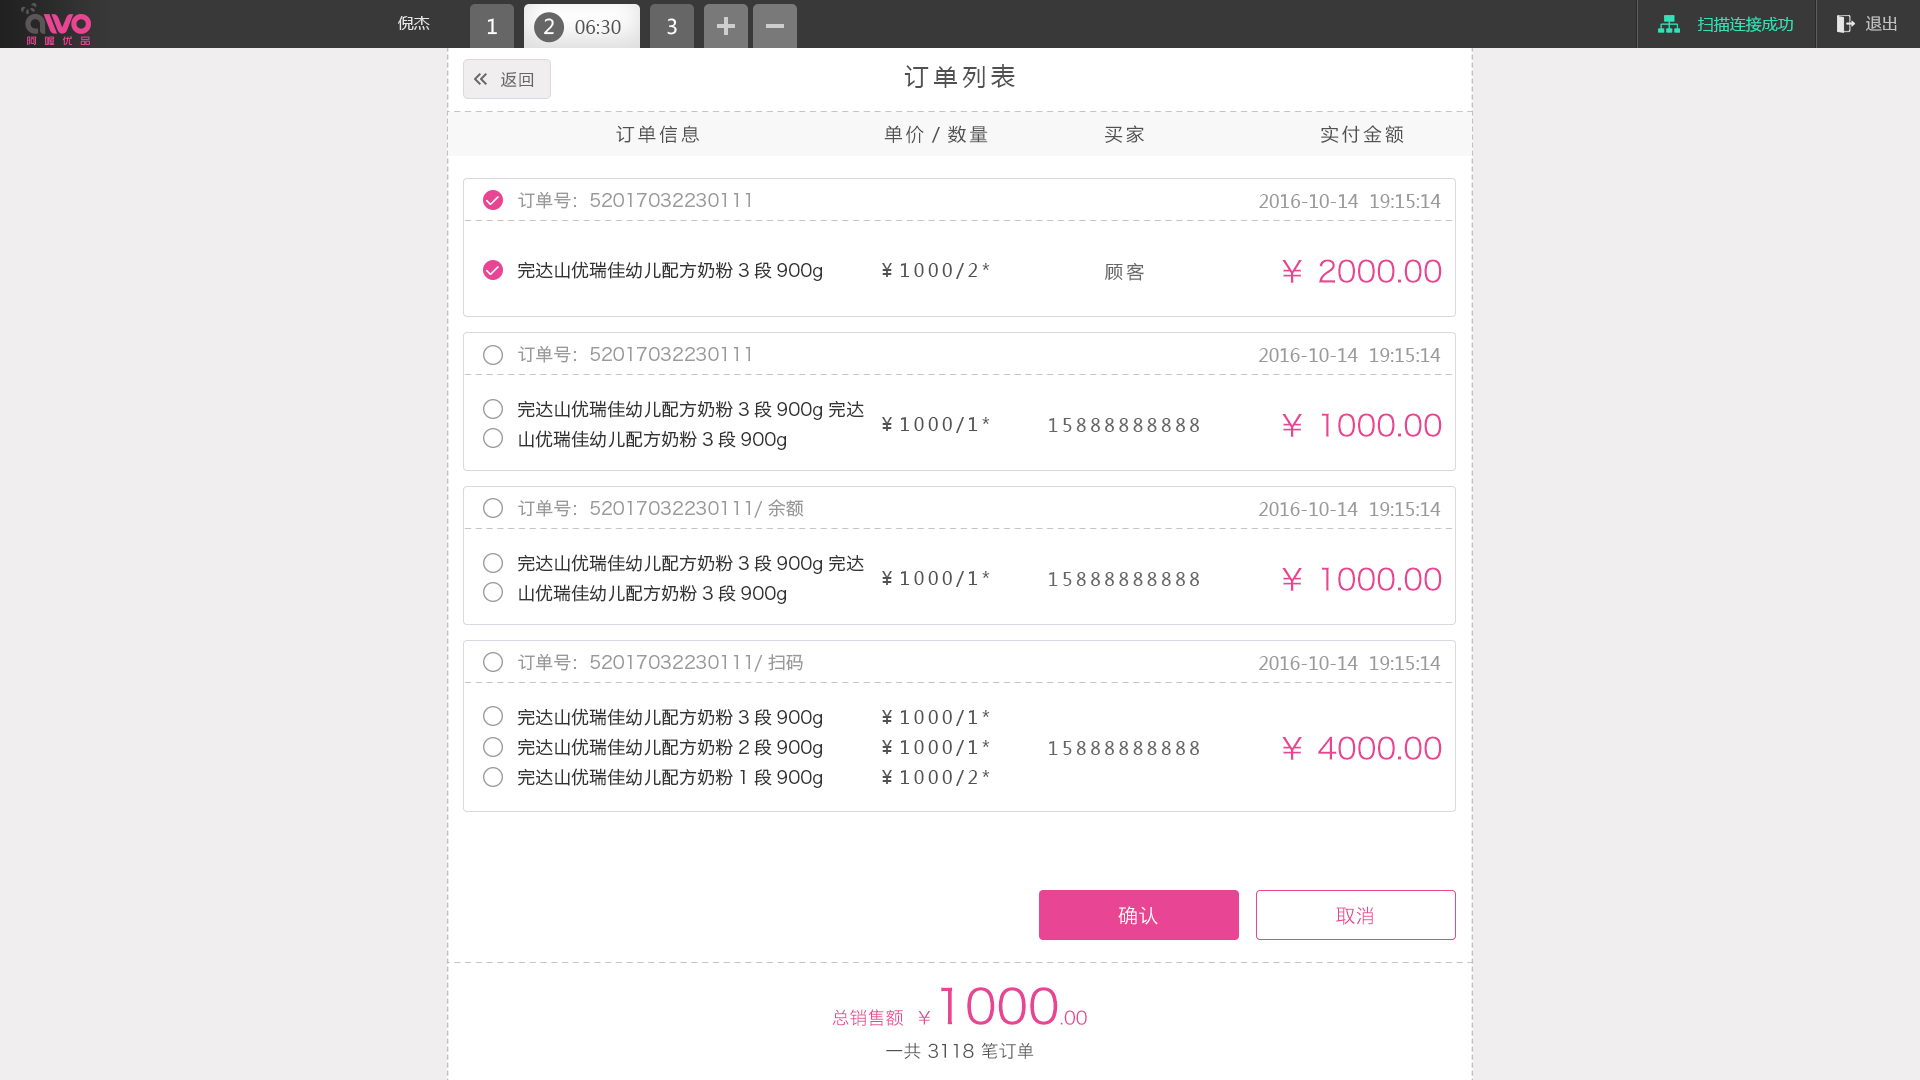 awo
阿喔优品
倪杰
1
2 06:30
3
扫描连接成功
退出
返回
订单列表
订单信息
单价 / 数量
买家
实付金额
订单号：52017032230111
2016-10-14 19:15:14
完达山优瑞佳幼儿配方奶粉 3 段 900g
¥ 1000/2*
顾客
¥ 2000.00
订单号：52017032230111
2016-10-14 19:15:14
完达山优瑞佳幼儿配方奶粉 3 段 900g 完达
山优瑞佳幼儿配方奶粉 3 段 900g
¥ 1000/1*
15888888888
¥ 1000.00
订单号：52017032230111/ 余额
2016-10-14 19:15:14
完达山优瑞佳幼儿配方奶粉 3 段 900g 完达
山优瑞佳幼儿配方奶粉 3 段 900g
¥ 1000/1*
15888888888
¥ 1000.00
订单号：52017032230111/ 扫码
2016-10-14 19:15:14
完达山优瑞佳幼儿配方奶粉 3 段 900g
¥ 1000/1*
完达山优瑞佳幼儿配方奶粉 2 段 900g
¥ 1000/1*
15888888888
¥ 4000.00
完达山优瑞佳幼儿配方奶粉 1 段 900g
¥ 1000/2*
确认
取消
总销售额 ¥1000.00
一共 3118 笔订单